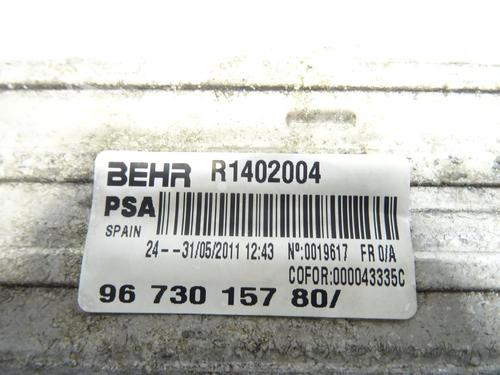 BEHR R1402004
PSA
SPAIN
24 - -31/05/2011 12:43 Nº:0019617 FR 0/A
COFOR:000043335C
96 730 157 80/